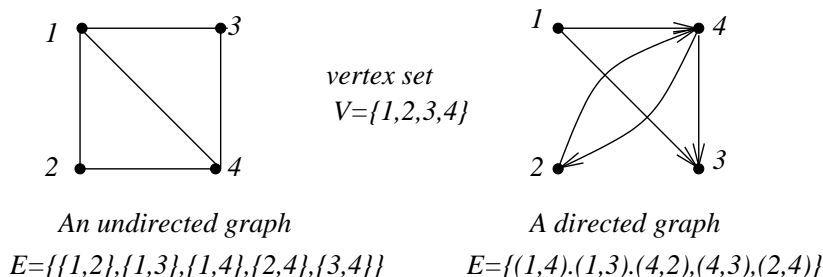 1
3
2
4
vertex set
V={1,2,3,4}
1
4
2
3
An undirected graph
E={{1,2},{1,3},{1,4},{2,4},{3,4}}
A directed graph
E={(1,4).(1,3).(4,2),(4,3),(2,4)}